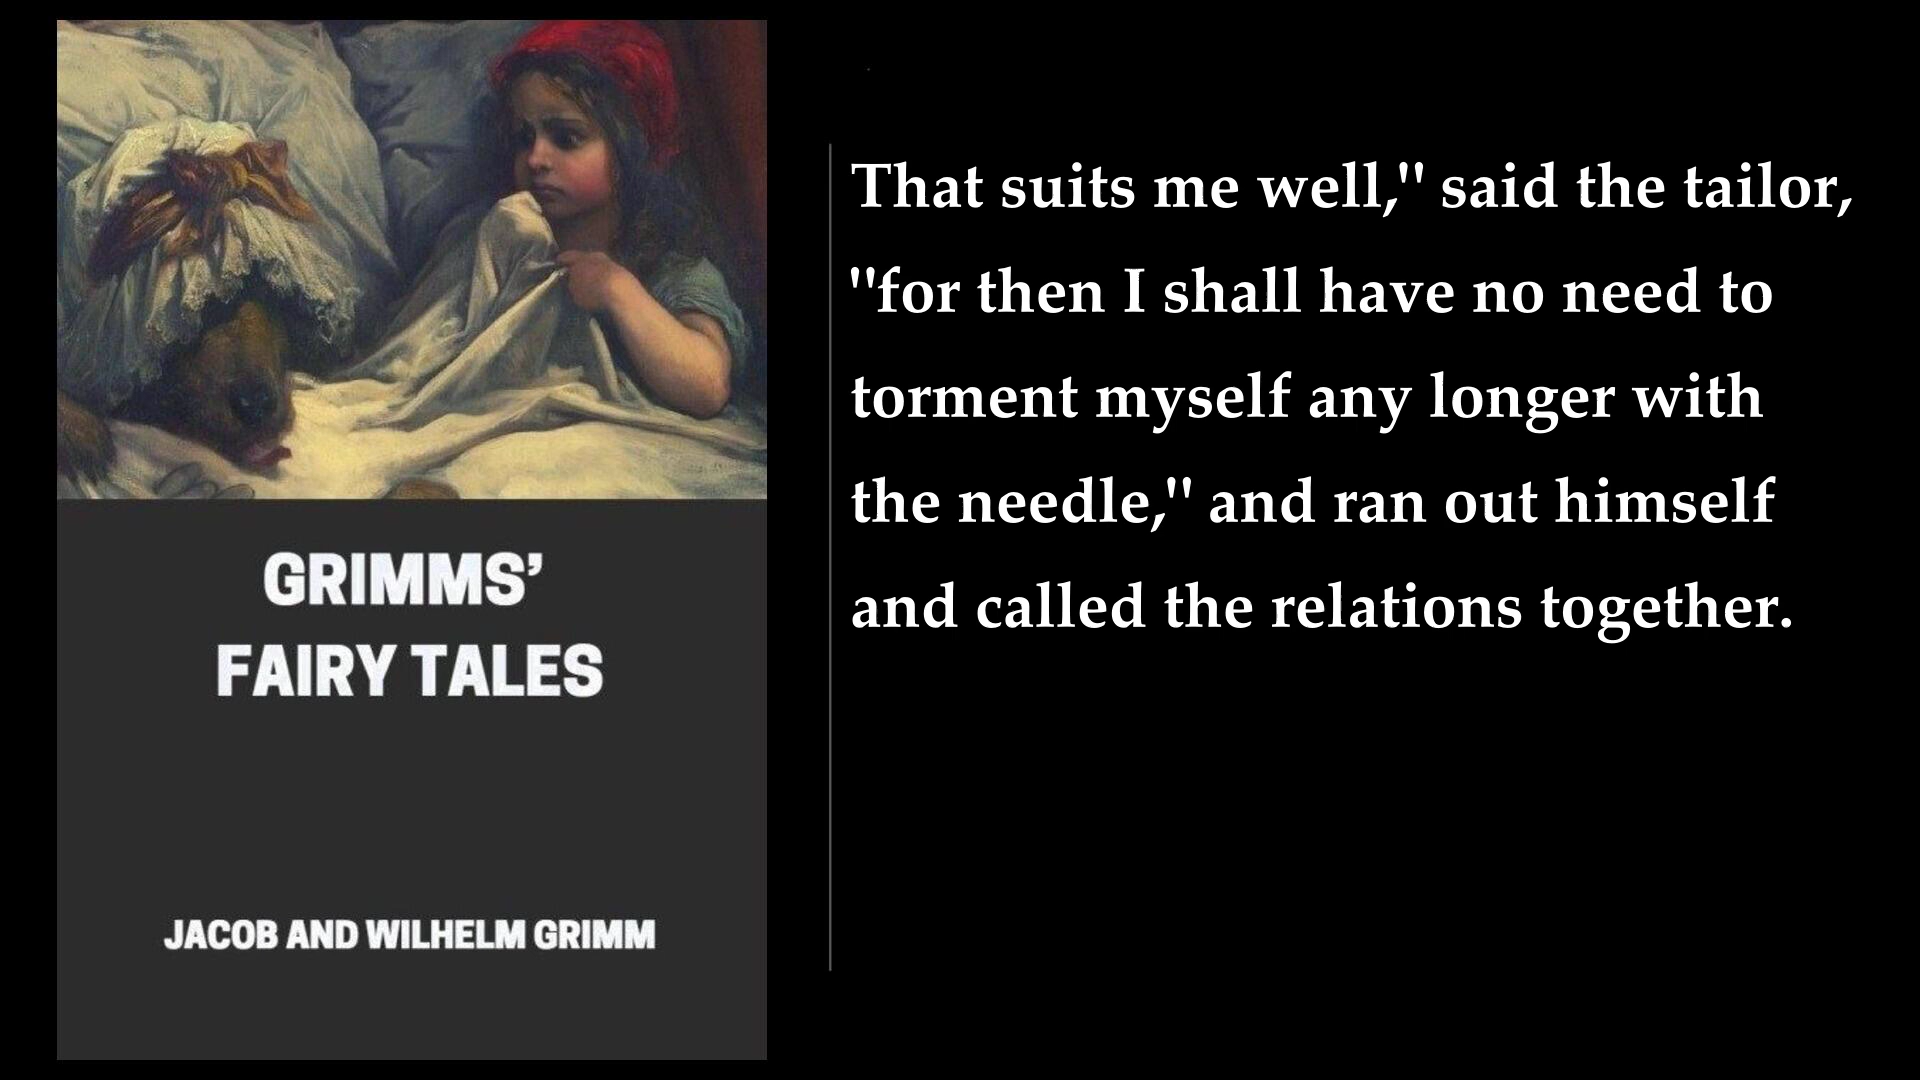 GRIMMS’
FAIRY TALES
JACOB AND WILHELM GRIMM
That suits me well," said the tailor,
"for then I shall have no need to
torment myself any longer with
the needle," and ran out himself
and called the relations together.